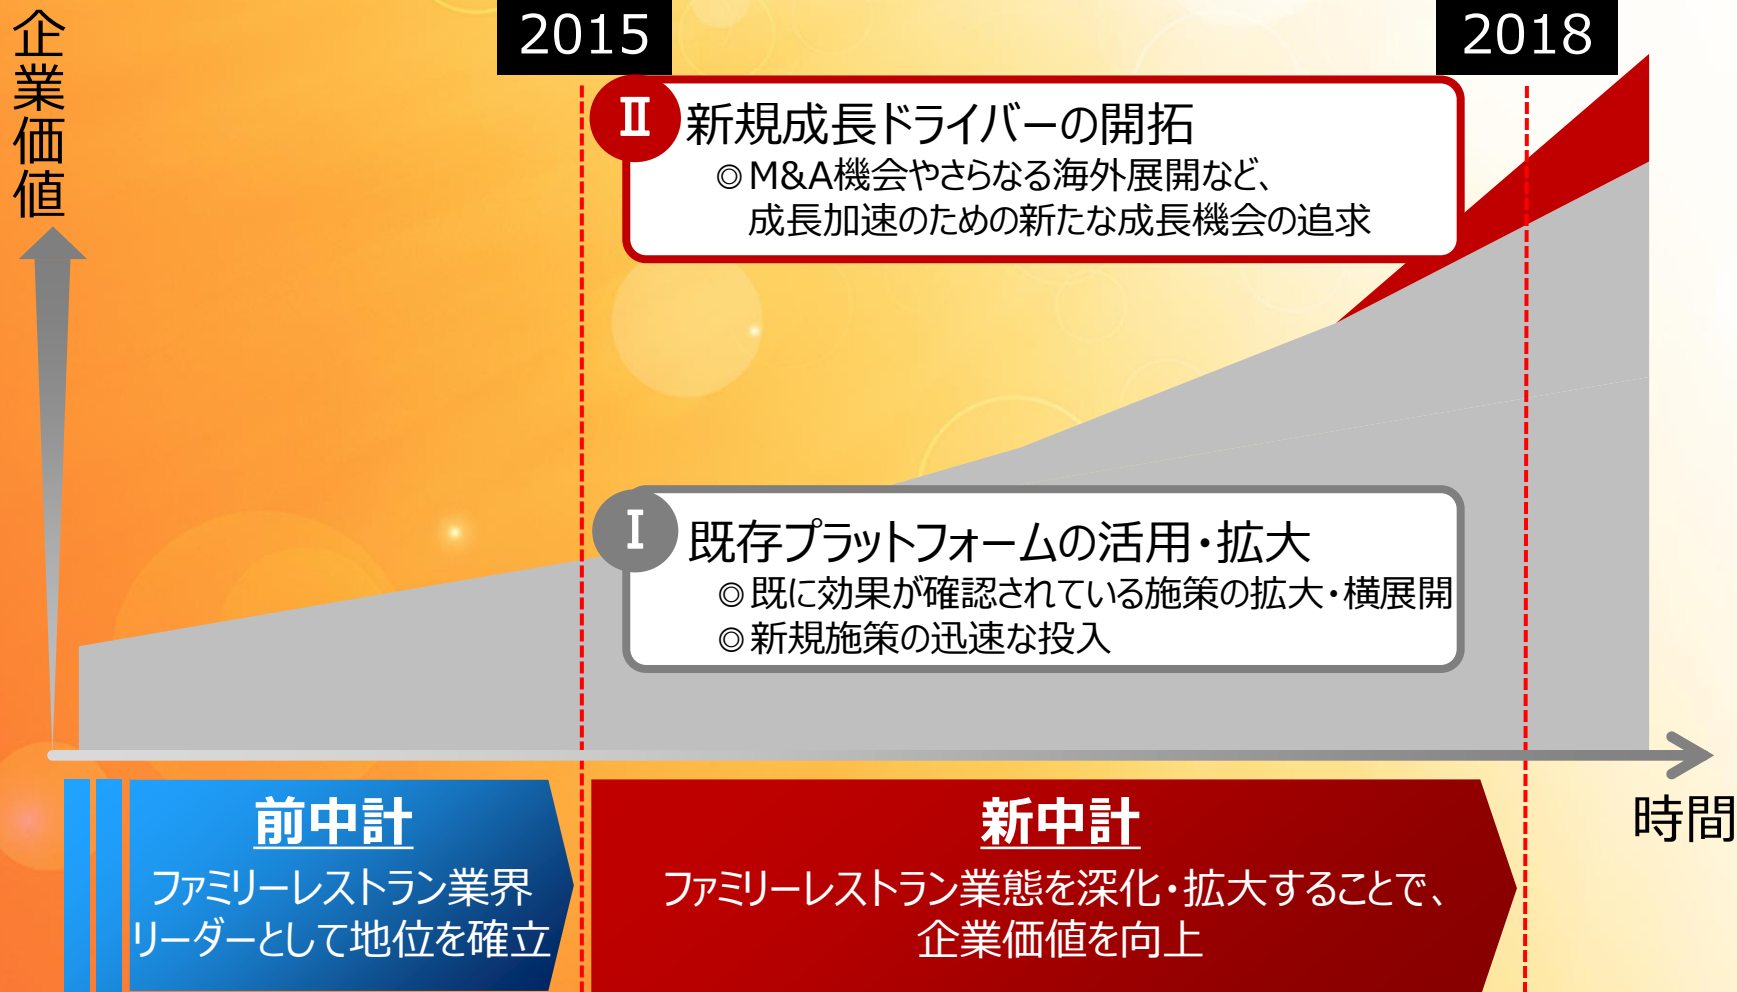 企業価値
2015
2018
Ⅱ
新規成長ドライバーの開拓
◎M&A機会やさらなる海外展開など、
成長加速のための新たな成長機会の追求
Ⅰ
既存プラットフォームの活用・拡大
◎既に効果が確認されている施策の拡大・横展開
◎新規施策の迅速な投入
時間
前中計
ファミリーレストラン業界
リーダーとして地位を確立
新中計
ファミリーレストラン業態を深化・拡大することで、
企業価値を向上